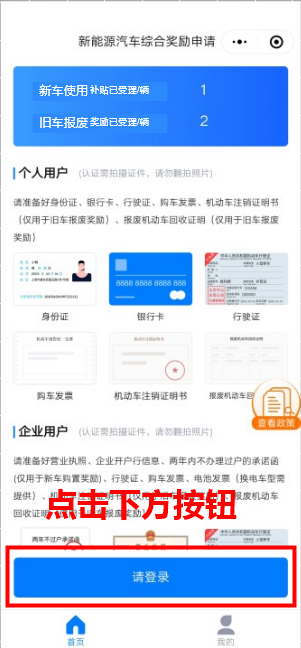 新能源汽车综合奖励申请
新车使用 补贴已受理/辆 1
旧车报废 奖励已受理/辆 2
个人用户 (认证需拍摄证件，请勿翻拍照片)
请准备好身份证、银行卡、行驶证、购车发票、机动车注销证明书
（仅用于旧车报废奖励）、报废机动车回收证明（仅用于旧车报废
奖励）
8888 8888 888 888
中华人民共和国机动车行驶证
身份证 银行卡 行驶证
购车发票 机动车注销证明书 报废机动车回
查看政策
企业用户 (认证需拍摄证件，请勿翻拍照片)
请准备好营业执照、企业开户行信息、两年内不办理过户的承诺函
(仅用于新车购置奖励)、行驶证、购车发票、电池发票（换电车型需
提供）、
点击下方按钮
两年不过户承诺函
请登录
首页 我的